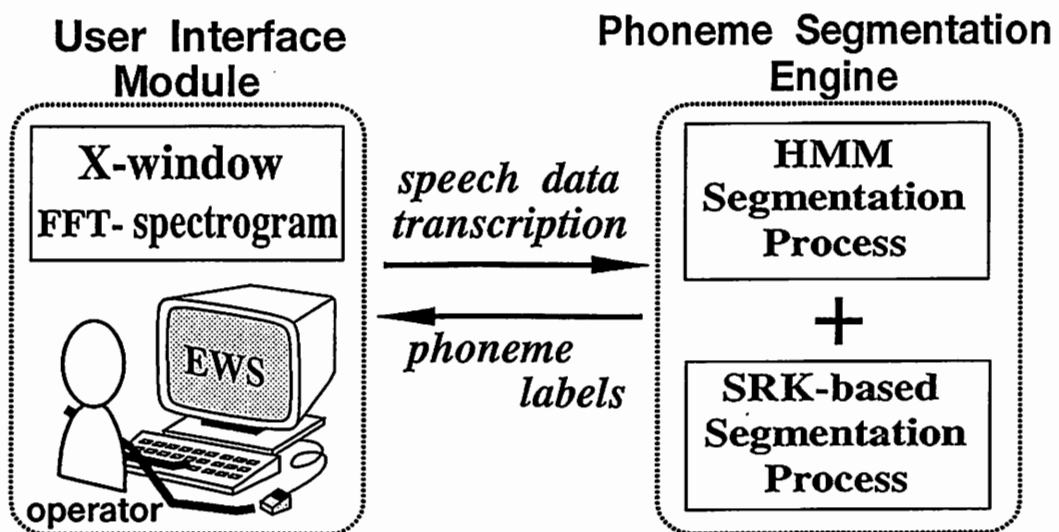 User Interface
Module
X-window
FFT- spectrogram
EWS
operator
speech data
transcription
phoneme
labels
Phoneme Segmentation
Engine
HMM
Segmentation
Process
+
SRK-based
Segmentation
Process